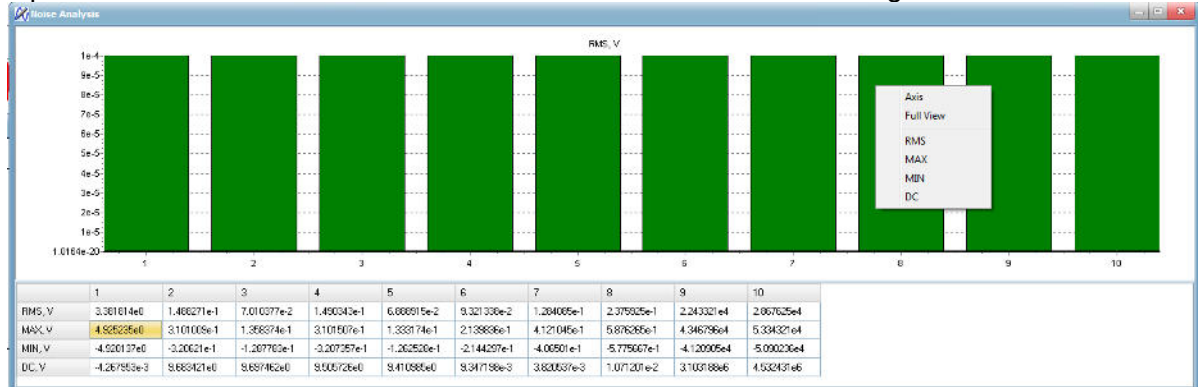 Noise Analysis
RMS, V
1e-4
9e-5
8e-5
7e-5
6e-5
5e-5
4e-5
3e-5
2e-5
1e-5
1.0164e-20
1 2 3 4 5 6 7 8 9 10
Axis
Full View
RMS
MAX
MIN
DC
1 2 3 4 5 6 7 8 9 10
RMS, V 3.381814e0 1.488271e-1 7.010377e-2 1.490343e-1 6.888915e-2 9.321338e-2 1.284085e-1 2.375925e-1 2.243321e4 2.867625e4
MAX, V 4.925235e0 3.101009e-1 1.358374e-1 3.101507e-1 1.333174e-1 2.139836e-1 4.121045e-1 5.876265e-1 4.346796e4 5.334321e4
MIN, V -4.920137e0 -3.20621e-1 -1.287783e-1 -3.207357e-1 -1.262528e-1 -2.144297e-1 -4.06501e-1 -5.775667e-1 -4.120905e4 -5.090236e4
DC, V -4.267953e-3 9.683421e0 9.697462e0 9.505726e0 9.410985e0 9.347198e-3 3.820537e-3 1.071201e-2 3.103188e6 4.532431e6